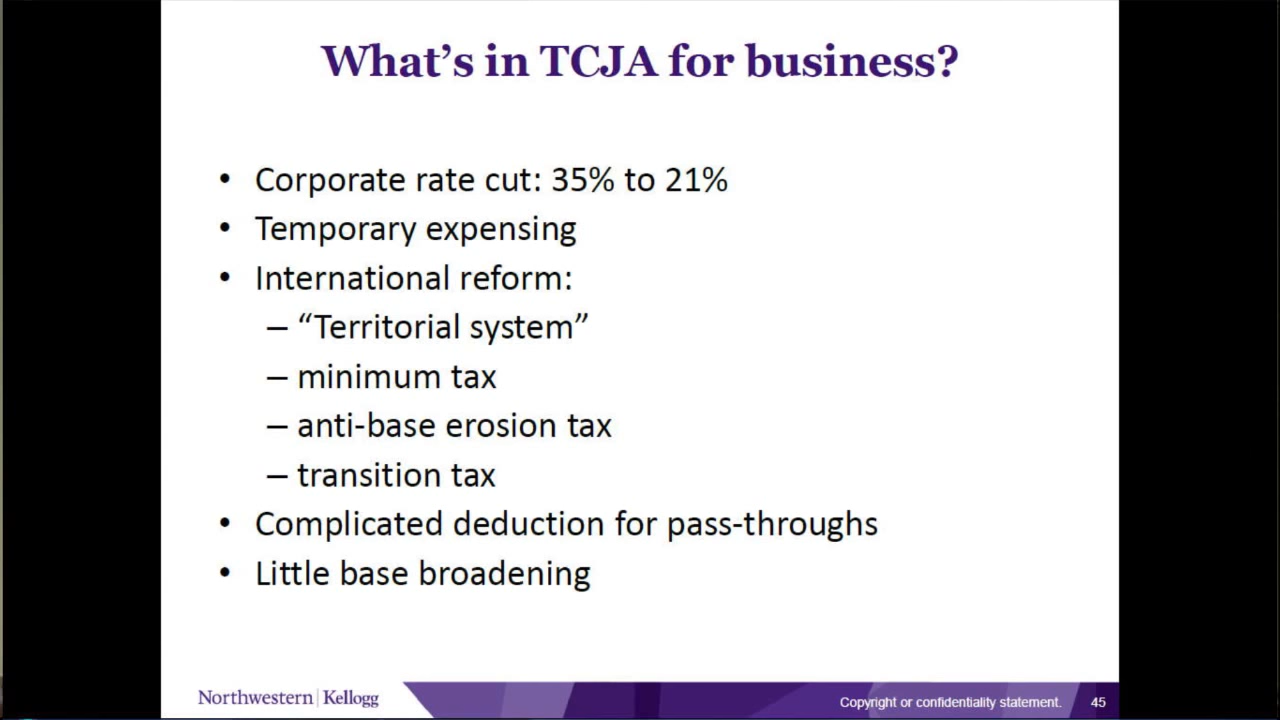 What’s in TCJA for business?
• Corporate rate cut: 35% to 21%
• Temporary expensing
• International reform:
– “Territorial system”
– minimum tax
– anti-base erosion tax
– transition tax
• Complicated deduction for pass-throughs
• Little base broadening
Northwestern | Kellogg
Copyright or confidentiality statement. 45